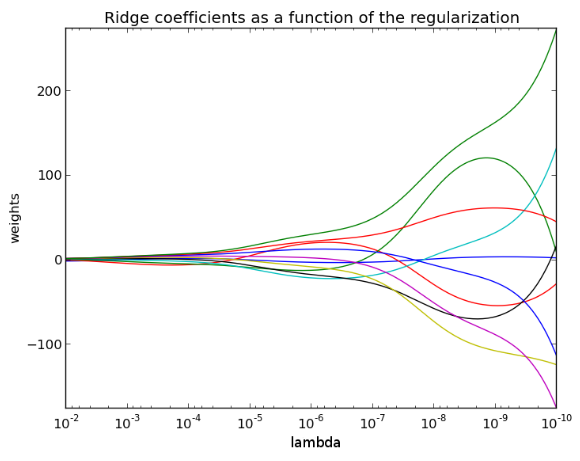 Ridge coefficients as a function of the regularization
200
100
0
−100
weights
10^-2 10^-3 10^-4 10^-5 10^-6 10^-7 10^-8 10^-9 10^-10
lambda